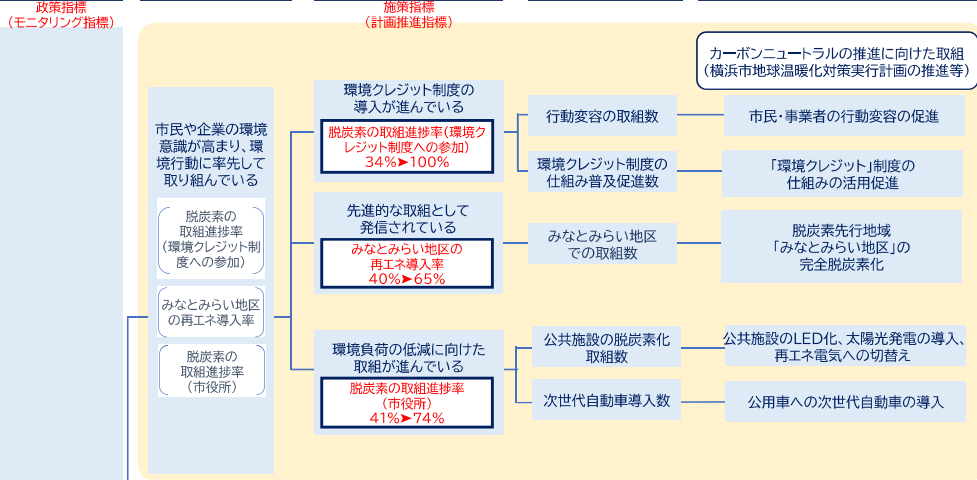 政策指標
（モニタリング指標）
施策指標
（計画推進指標）
カーボンニュートラルの推進に向けた取組
（横浜市地球温暖化対策実行計画の推進等）
市民や企業の環境
意識が高まり、環
境行動に率先して
取り組んでいる
脱炭素の
取組進捗率
（環境クレジット制
度への参加）
みなとみらい地区
の再エネ導入率
脱炭素の
取組進捗率
（市役所）
環境クレジット制度の
導入が進んでいる
脱炭素の取組進捗率（環境ク
レジット制度への参加）
34％➤100％
先進的な取組として
発信されている
みなとみらい地区の
再エネ導入率
40％➤65％
環境負荷の低減に向けた
取組が進んでいる
脱炭素の取組進捗率
（市役所）
41％➤74％
行動変容の取組数
環境クレジット制度の
仕組み普及促進数
みなとみらい地区
での取組数
公共施設の脱炭素化
取組数
次世代自動車導入数
市民・事業者の行動変容の促進
「環境クレジット」制度の
仕組みの活用促進
脱炭素先行地域
「みなとみらい地区」の
完全脱炭素化
公共施設のLED化、太陽光発電の導入、
再エネ電気への切替え
公用車への次世代自動車の導入